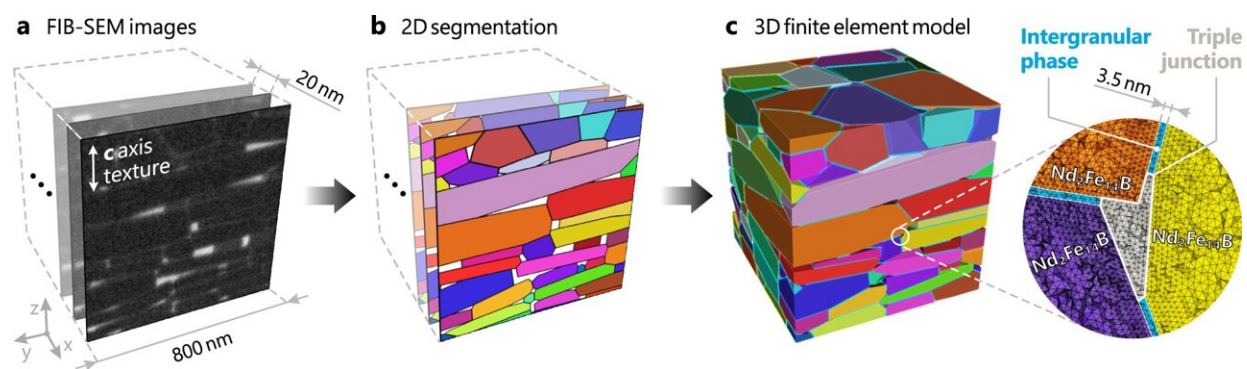 a FIB-SEM images
20 nm
c axis
texture
z
y
x
800 nm
b 2D segmentation
c 3D finite element model
Intergranular
phase
Triple
junction
3.5 nm
Nd₂Fe₁₄B
Nd₂Fe₁₄B
Nd₂Fe₁₄B